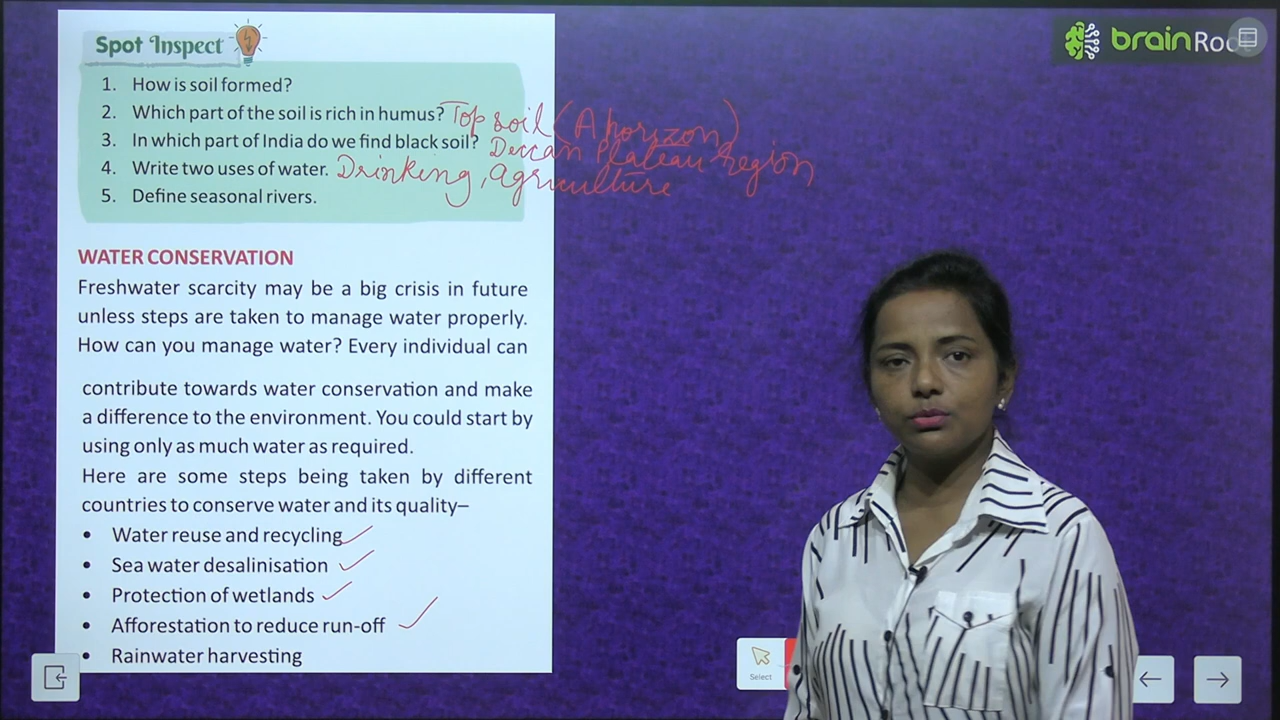 Spot Inspect
brainRoo
1. How is soil formed?
2. Which part of the soil is rich in humus? Top soil (A horizon)
3. In which part of India do we find black soil? Deccan Plateau region
4. Write two uses of water. Drinking, agriculture
5. Define seasonal rivers.
WATER CONSERVATION
Freshwater scarcity may be a big crisis in future
unless steps are taken to manage water properly.
How can you manage water? Every individual can
contribute towards water conservation and make
a difference to the environment. You could start by
using only as much water as required.
Here are some steps being taken by different
countries to conserve water and its quality–
• Water reuse and recycling
• Sea water desalinisation
• Protection of wetlands
• Afforestation to reduce run-off
• Rainwater harvesting
Select